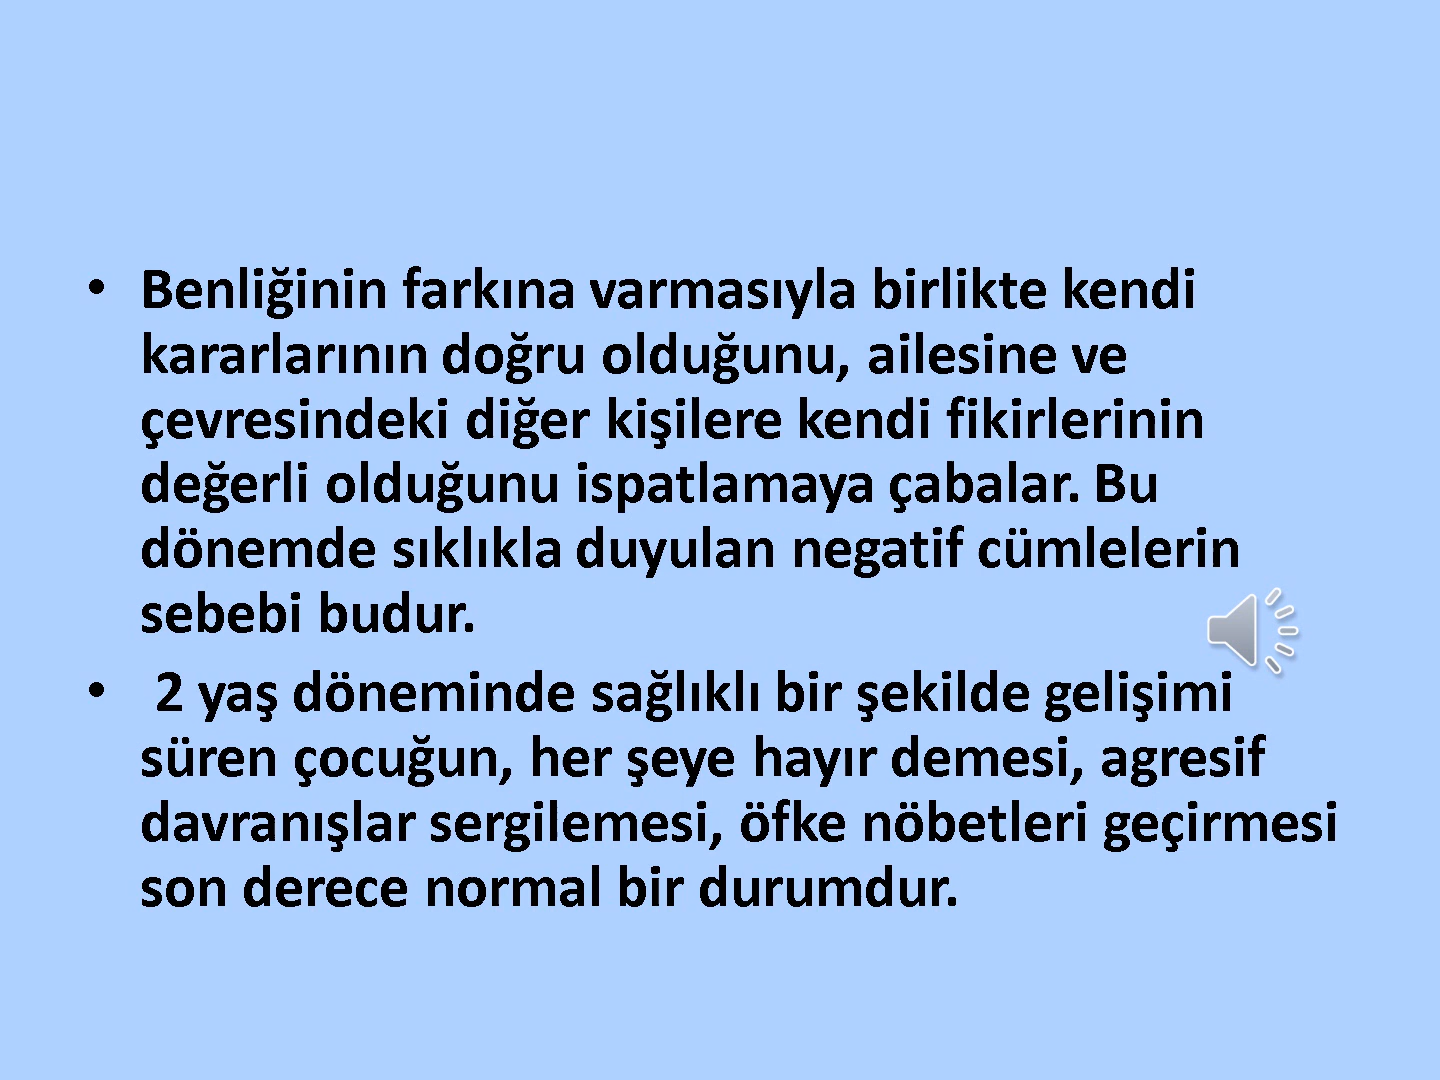 • Benliğinin farkına varmasıyla birlikte kendi
kararlarının doğru olduğunu, ailesine ve
çevresindeki diğer kişilere kendi fikirlerinin
değerli olduğunu ispatlamaya çabalar. Bu
dönemde sıklıkla duyulan negatif cümlelerin
sebebi budur.
• 2 yaş döneminde sağlıklı bir şekilde gelişimi
süren çocuğun, her şeye hayır demesi, agresif
davranışlar sergilemesi, öfke nöbetleri geçirmesi
son derece normal bir durumdur.